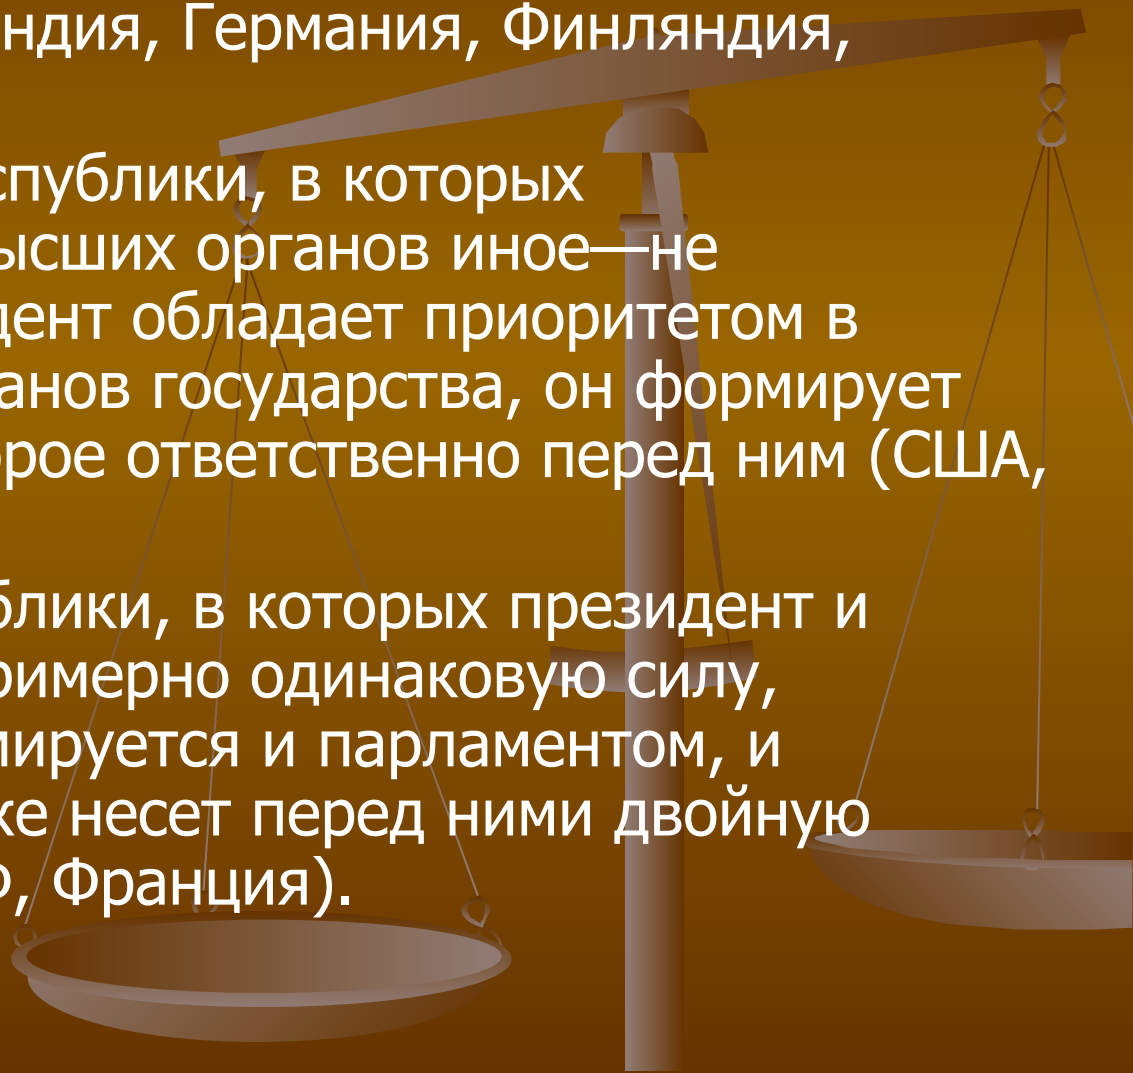 ндия, Германия, Финляндия,
спублики, в которых
ысших органов иное—не
дент обладает приоритетом в
анов государства, он формирует
рое ответственно перед ним (США,
блики, в которых президент и
римерно одинаковую силу,
мируется и парламентом, и
же несет перед ними двойную
Ф, Франция).